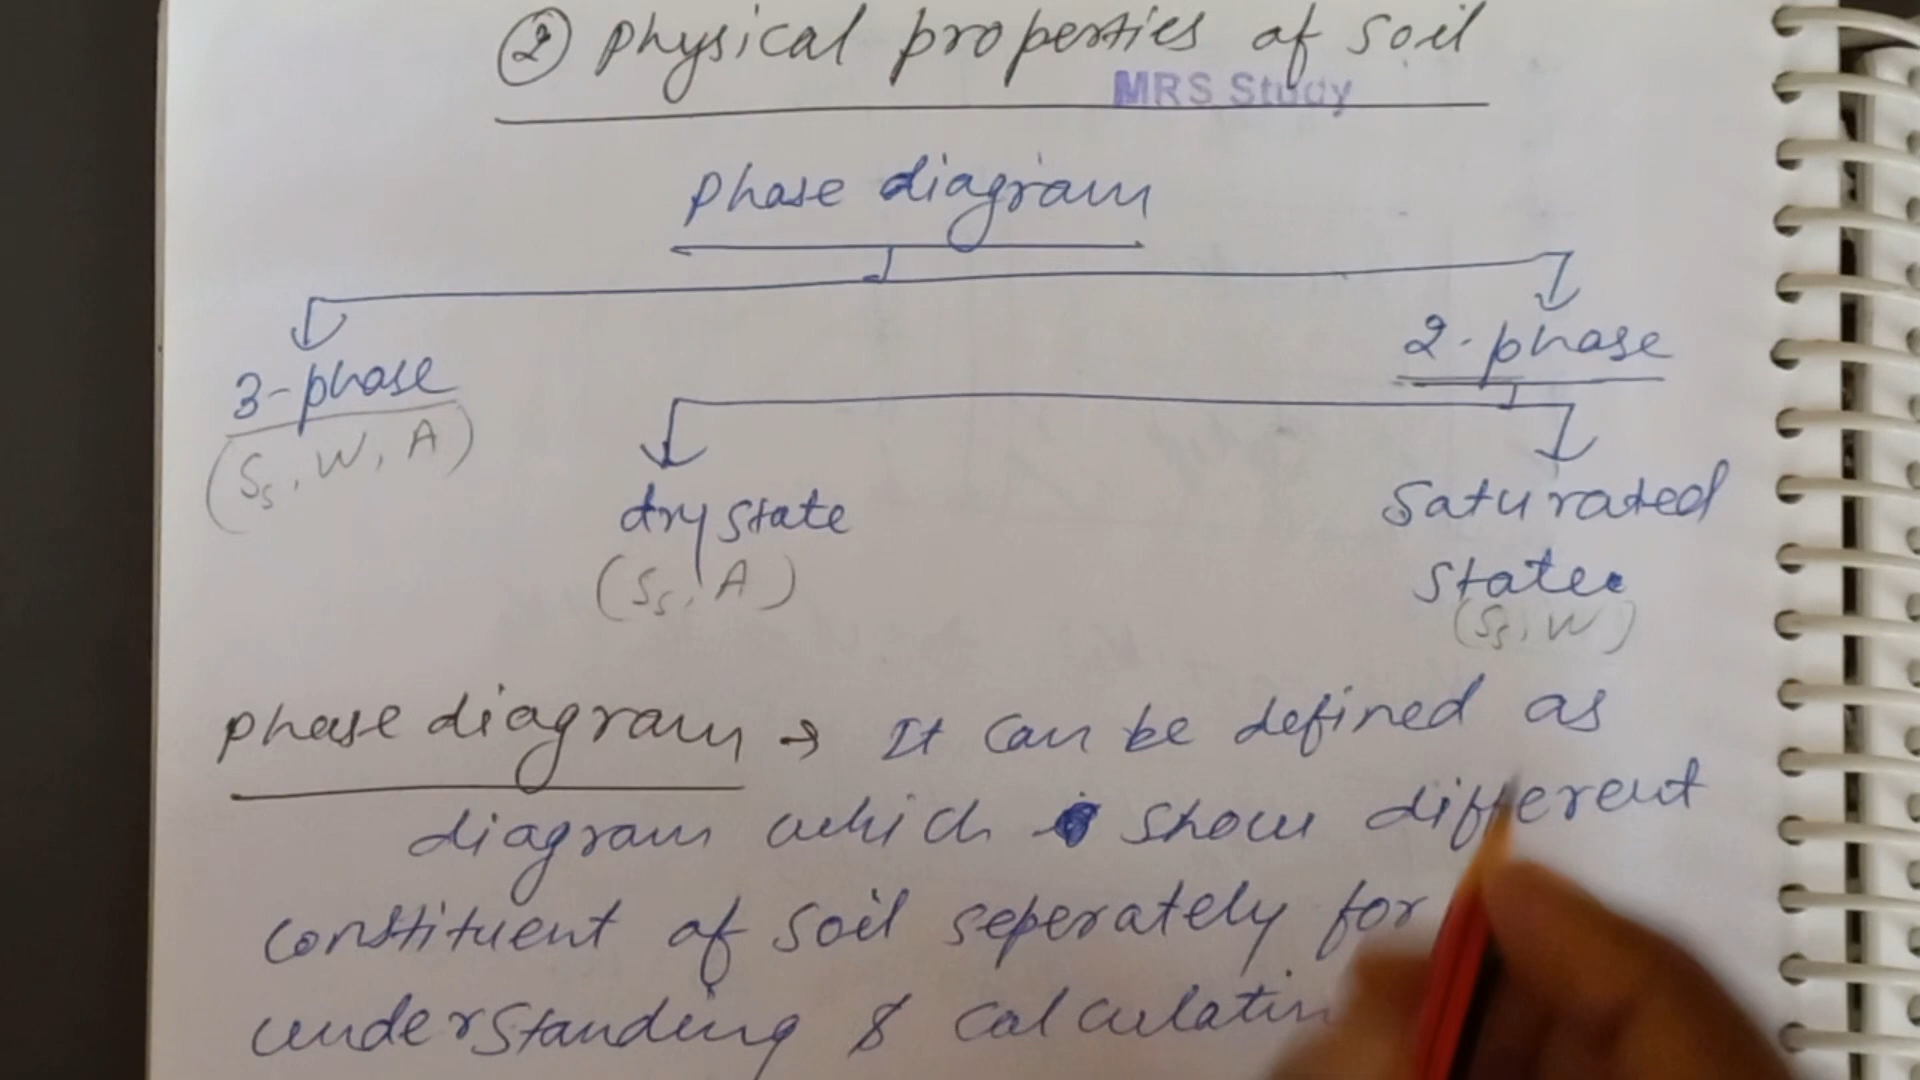 ② physical properties of soil
MRS Study
phase diagram
3-phase
(Ss, W, A)
2-phase
dry state
(Ss, A)
Saturated
state
(Ss, W)
phase diagram → It can be defined as
diagram which show different
constituent of soil seperately for
understanding &